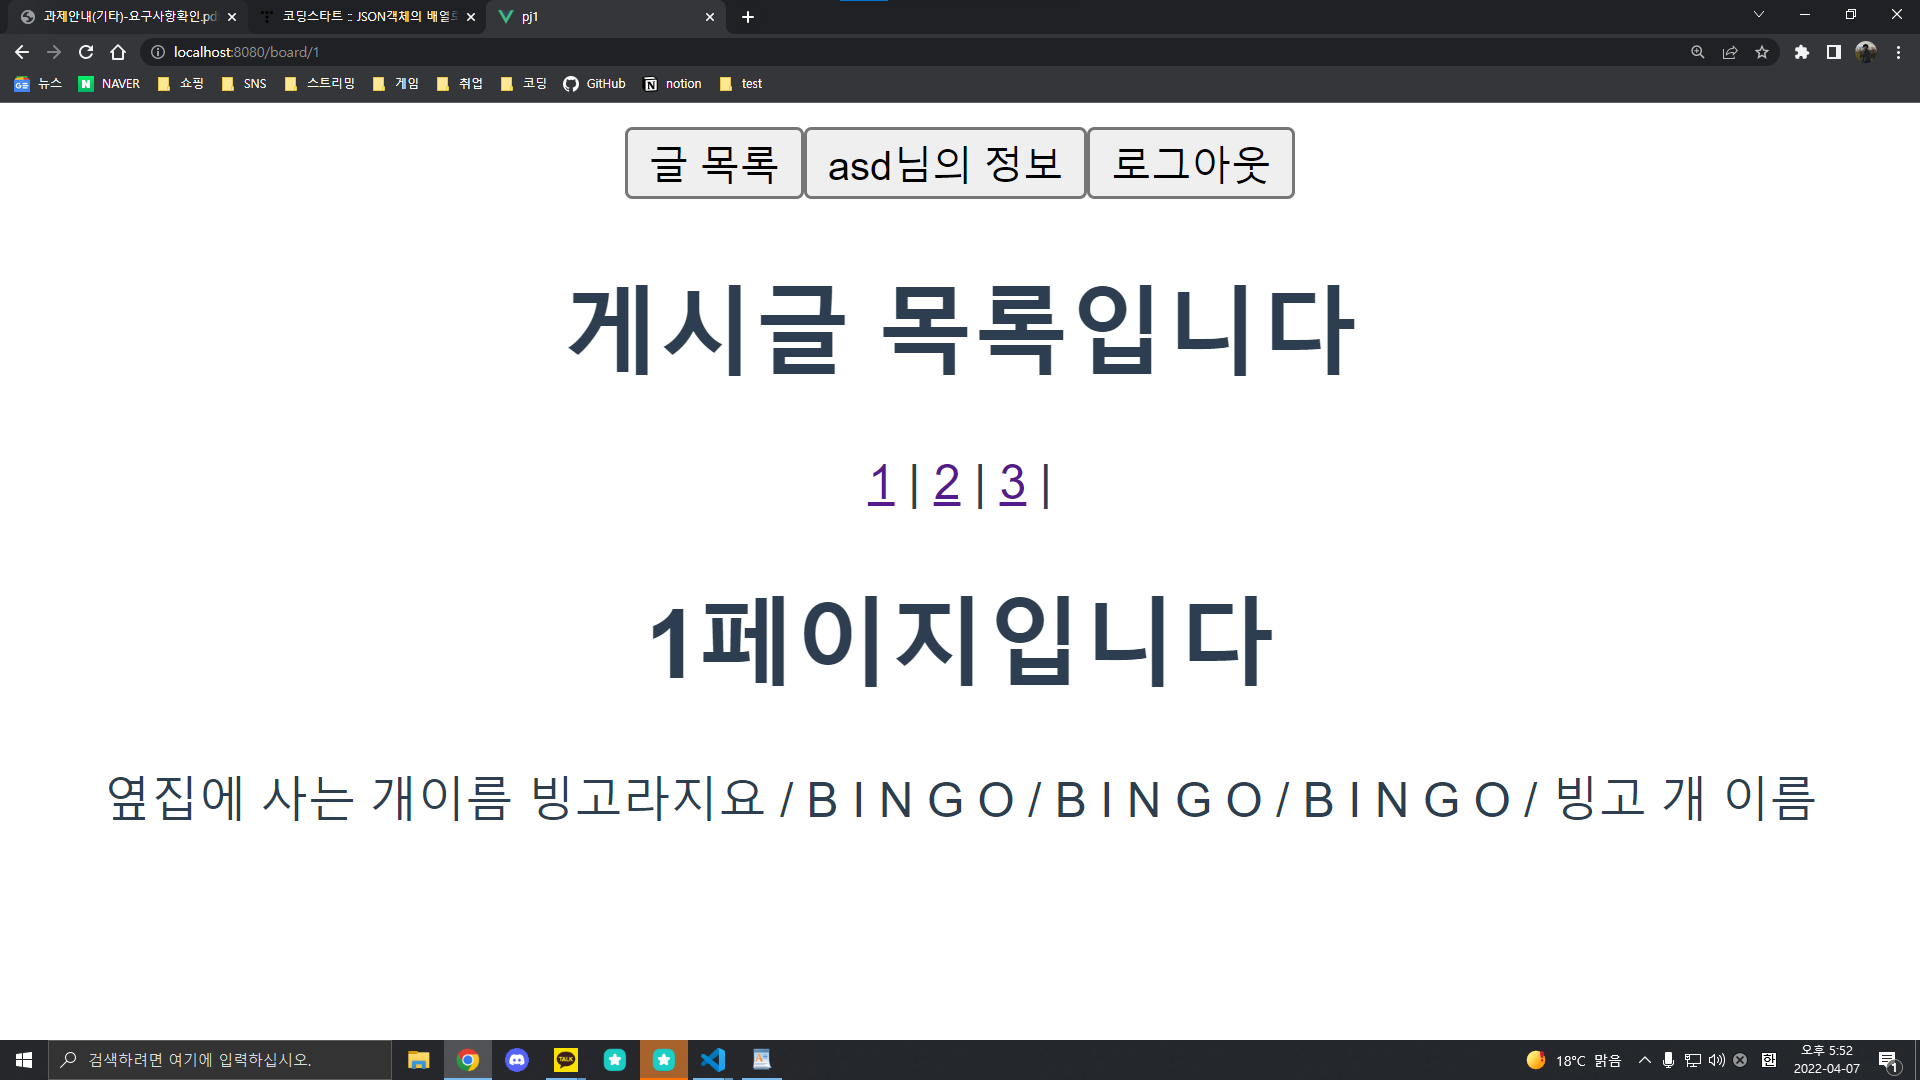 과제안내(기타)-요구사항확인.pd
코딩스타트 :: JSON객체의 배열
pj1
localhost:8080/board/1
뉴스 NAVER 쇼핑 SNS 스트리밍 게임 취업 코딩 GitHub notion test
글 목록 asd님의 정보 로그아웃
게시글 목록입니다
1 | 2 | 3 |
1페이지입니다
옆집에 사는 개이름 빙고라지요 / B I N G O / B I N G O / B I N G O / 빙고 개 이름
검색하려면 여기에 입력하십시오.
TALK
18°C 맑음
한
오후 5:52
2022-04-07
1